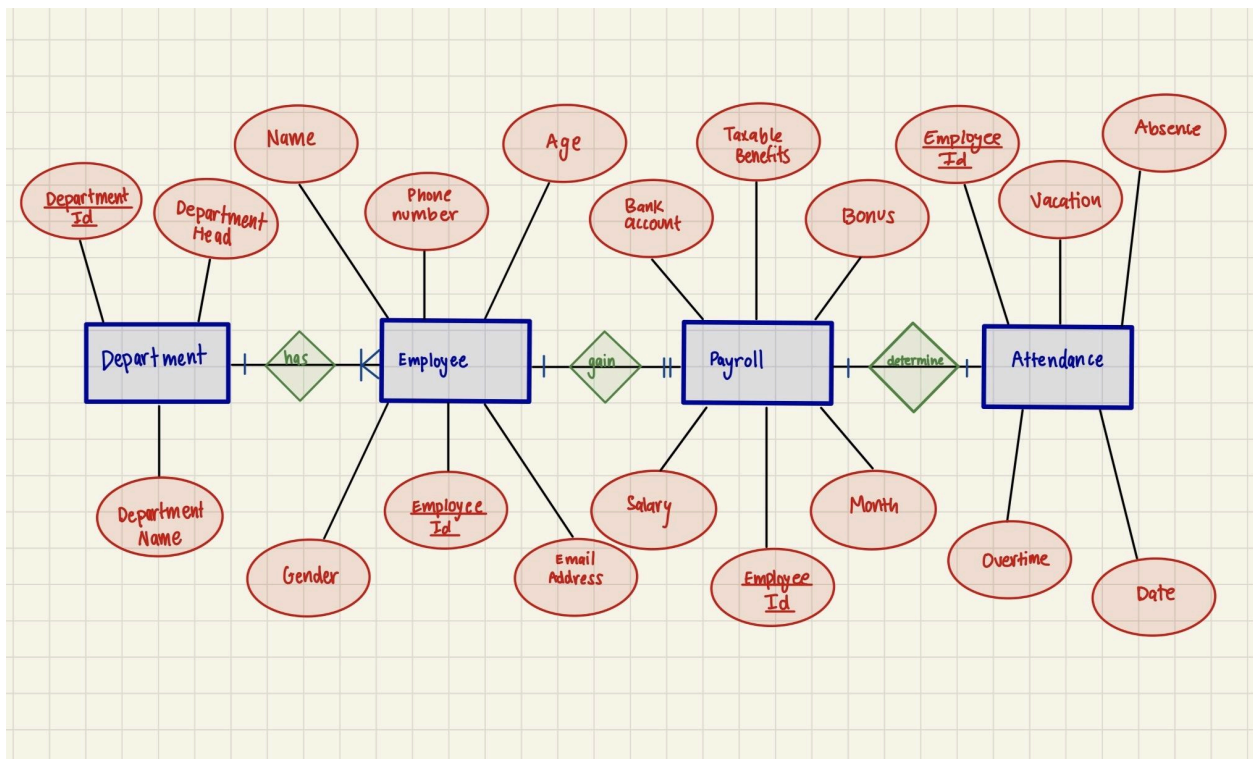 Name
Age
Taxable
Benefits
Employee
Id
Absence
Department
Id
Department
Head
Phone
number
Bank
account
Bonus
Vacation
Department
has
Employee
gain
Payroll
determine
Attendance
Department
Name
Gender
Employee
Id
Email
Address
Salary
Employee
Id
Month
Overtime
Date